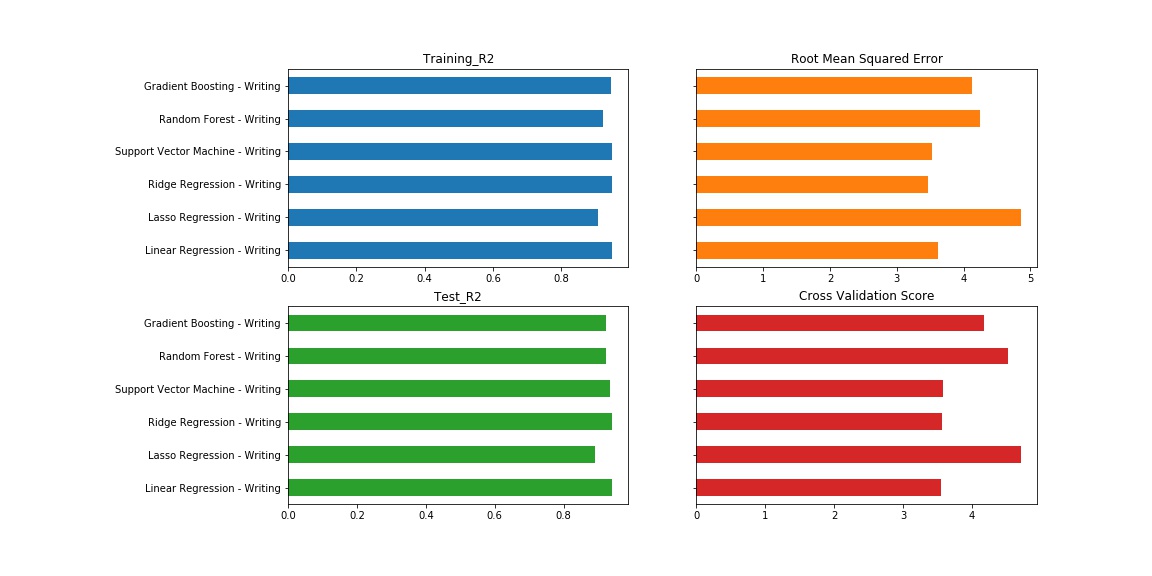 Training_R2
Gradient Boosting - Writing
Random Forest - Writing
Support Vector Machine - Writing
Ridge Regression - Writing
Lasso Regression - Writing
Linear Regression - Writing
0.0 0.2 0.4 0.6 0.8
Root Mean Squared Error
0 1 2 3 4 5
Test_R2
Gradient Boosting - Writing
Random Forest - Writing
Support Vector Machine - Writing
Ridge Regression - Writing
Lasso Regression - Writing
Linear Regression - Writing
0.0 0.2 0.4 0.6 0.8
Cross Validation Score
0 1 2 3 4